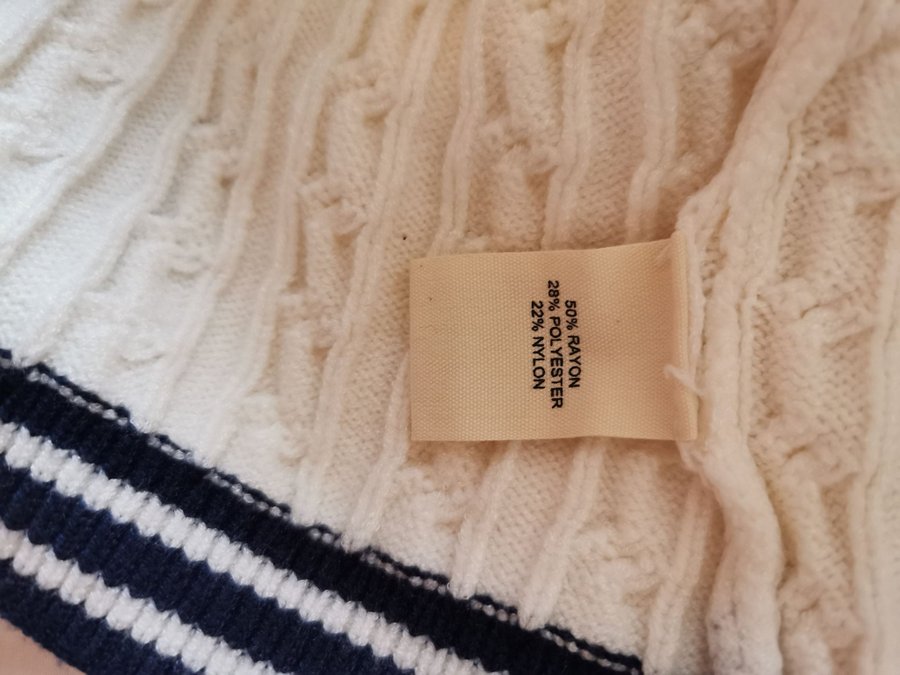 50% RAYON
28% POLYESTER
22% NYLON